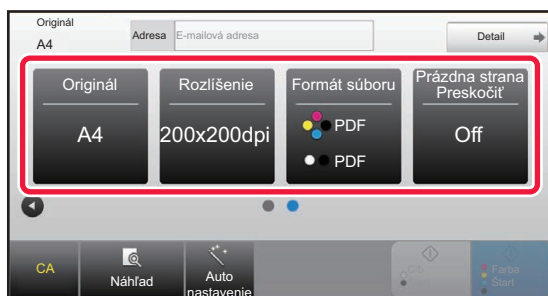 Originál
A4
Adresa
E-mailová adresa
Detail
Originál
A4
Rozlíšenie
200x200dpi
Formát súboru
PDF
PDF
Prázdna strana
Preskočiť
Off
CA
Náhľad
Auto
nastavenie
Farba
Štart